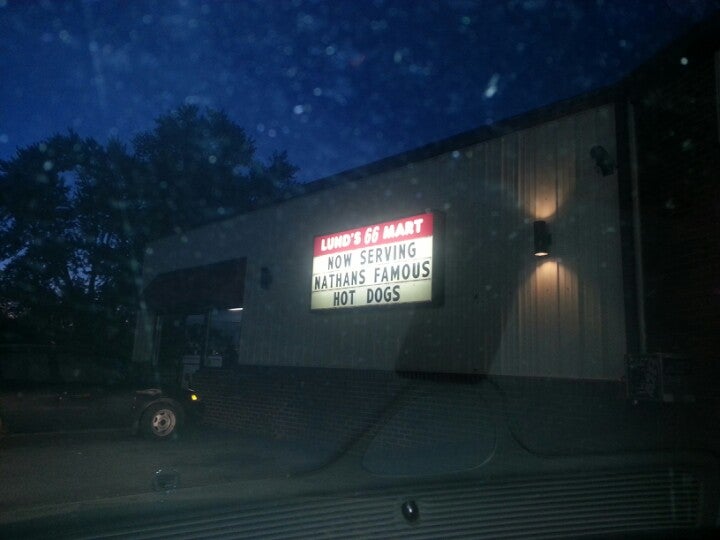 LUND'S 66 MART
NOW SERVING
NATHANS FAMOUS
HOT DOGS